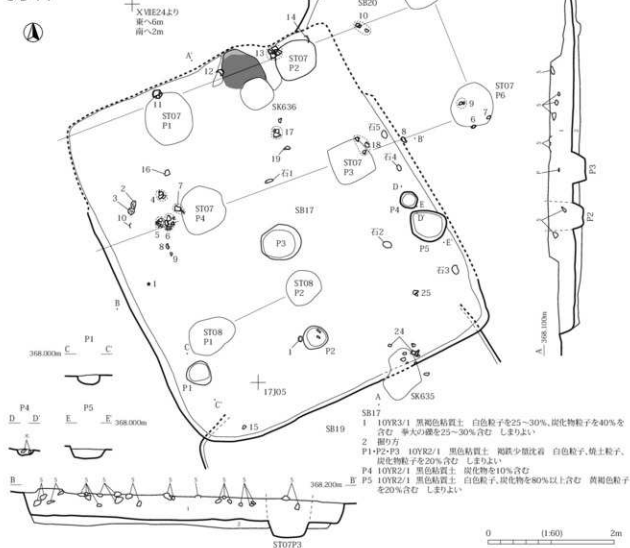 XⅧE24より
東へ6m
南へ2m
SB20
14
10
A'
13
12
ST07
P2
SK636
ST07
P6
9
7
6
11
ST07
P1
17
19
石5
8
B'
18
ST07
P3
石4
16
石1
2
3
4
7
10
5
6
8
9
ST07
P4
D
E
P4
D'
P5
E'
SB17
P3
石2
石3
1
B
ST08
P2
25
ST08
P1
1
P2
24
C
P1
C'
17J05
15
SB19
A
SK635
P3
P2
A 368.100m
P1
368.000m C C'
P4 P5
D D' E E' 368.000m
B 368.200m B'
1
2
ST07P3
SB17
1 10YR3/1 黒褐色粘質土 白色粒子を25~30%、炭化物粒子を40%を
含む 拳大の礫を25~30%含む しまりよい
2 掘り方
P1・P2・P3 10YR2/1 黒色粘質土 褐鉄少量沈着 白色粒子、焼土粒子、
炭化物粒子を20%含む しまりよい
P4 10YR2/1 黒色粘質土 炭化物を10%含む
P5 10YR2/1 黒色粘質土 白色粒子、炭化物を80%以上含む 黄褐色粒子
を20%含む しまりよい
0 (1:60) 2m